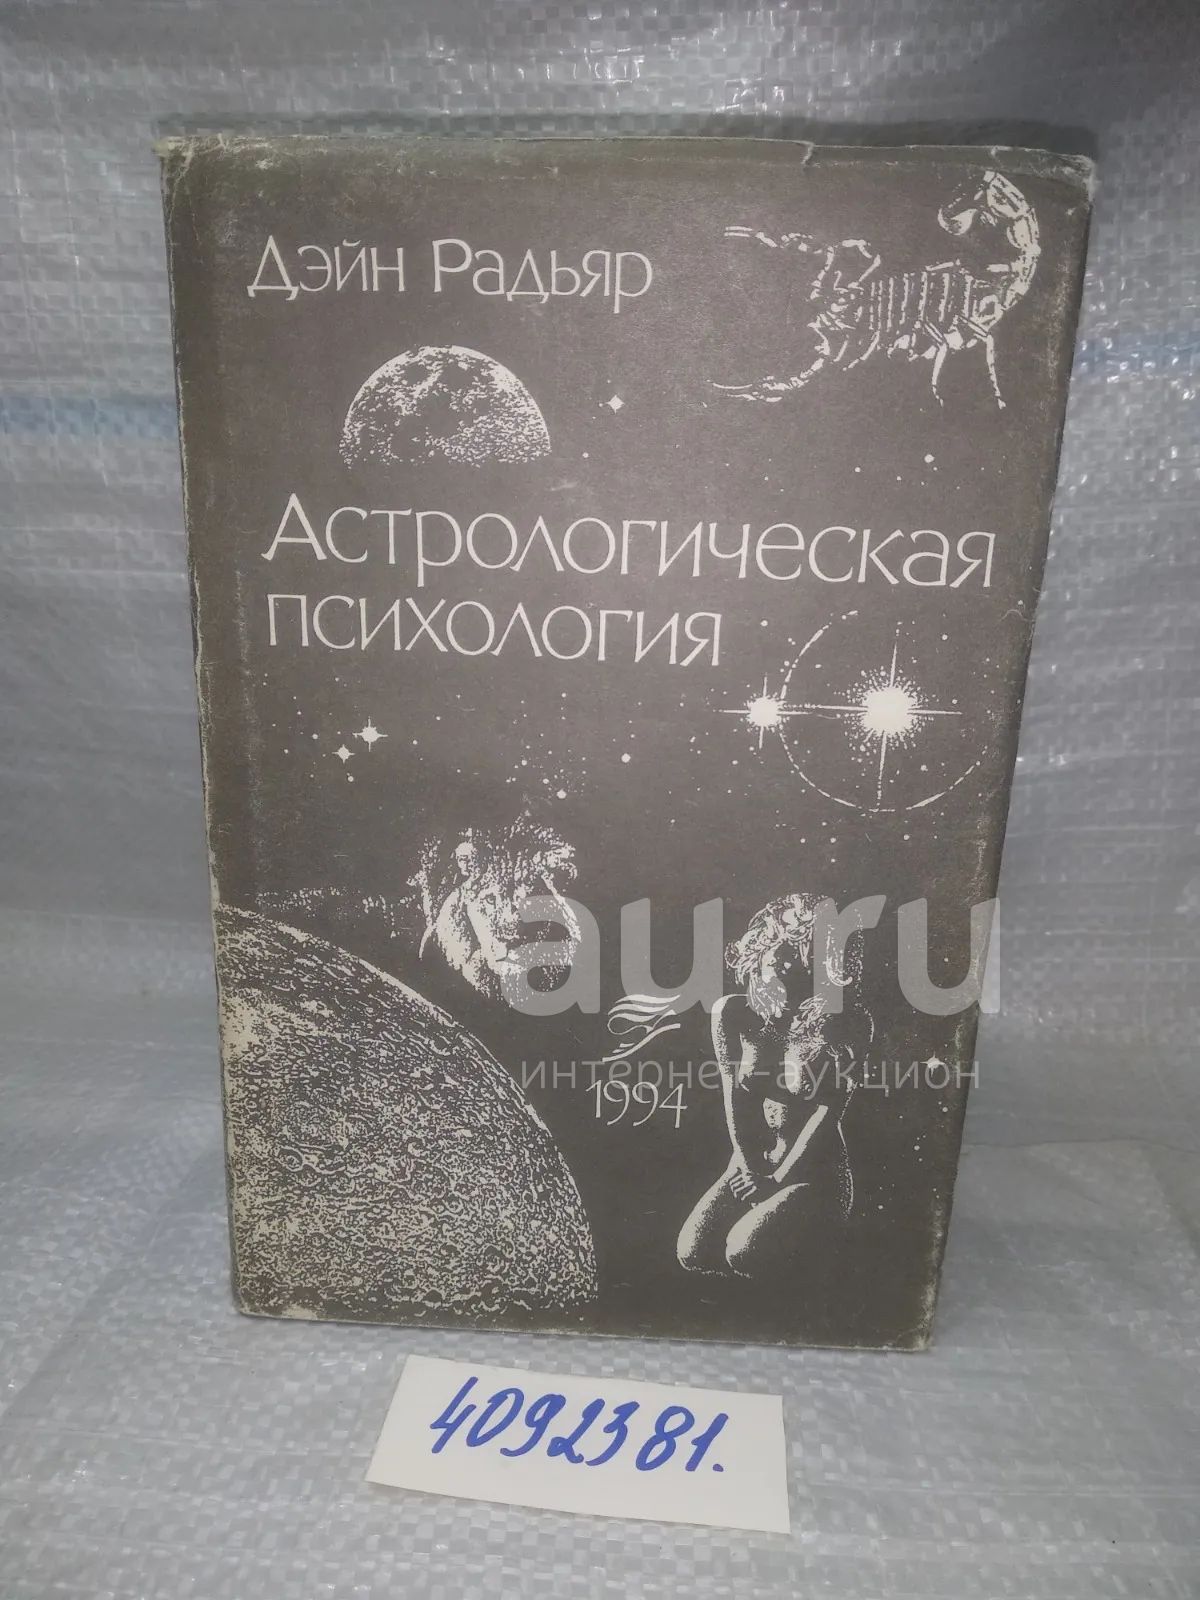 Дэйн Радьяр
Астрологическая
психология
au.ru
интернет-аукцион
1994
4092381.